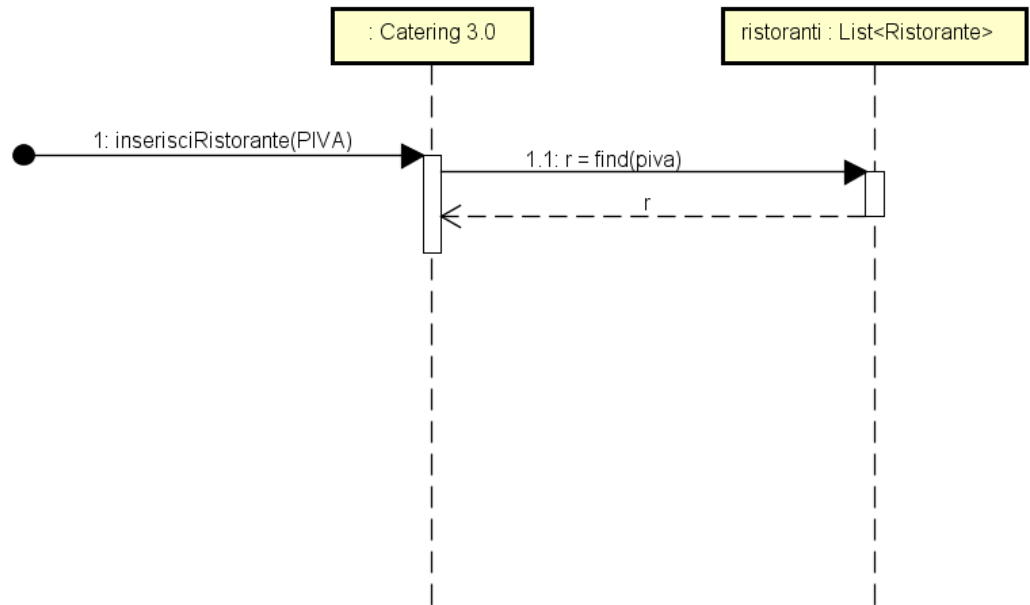 : Catering 3.0
ristoranti : List<Ristorante>
1: inserisciRistorante(PIVA)
1.1: r = find(piva)
r